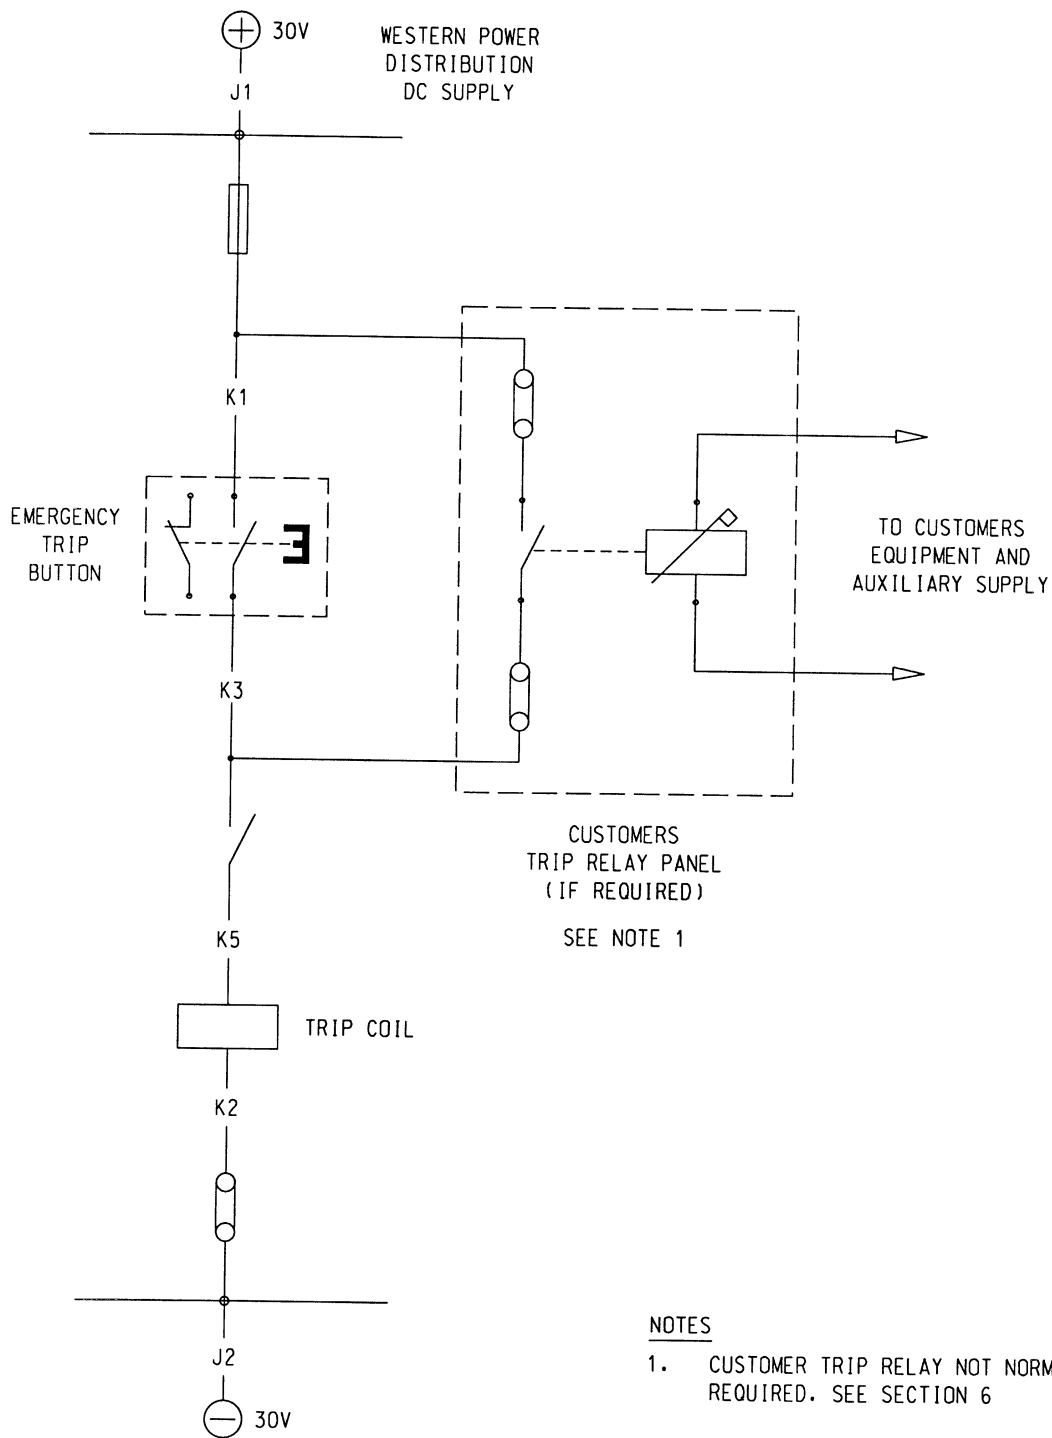 30V
WESTERN POWER
DISTRIBUTION
DC SUPPLY
J1
K1
EMERGENCY
TRIP
BUTTON
TO CUSTOMERS
EQUIPMENT AND
AUXILIARY SUPPLY
K3
CUSTOMERS
TRIP RELAY PANEL
(IF REQUIRED)
SEE NOTE 1
K5
TRIP COIL
K2
J2
30V
NOTES
1. CUSTOMER TRIP RELAY NOT NORM
REQUIRED. SEE SECTION 6